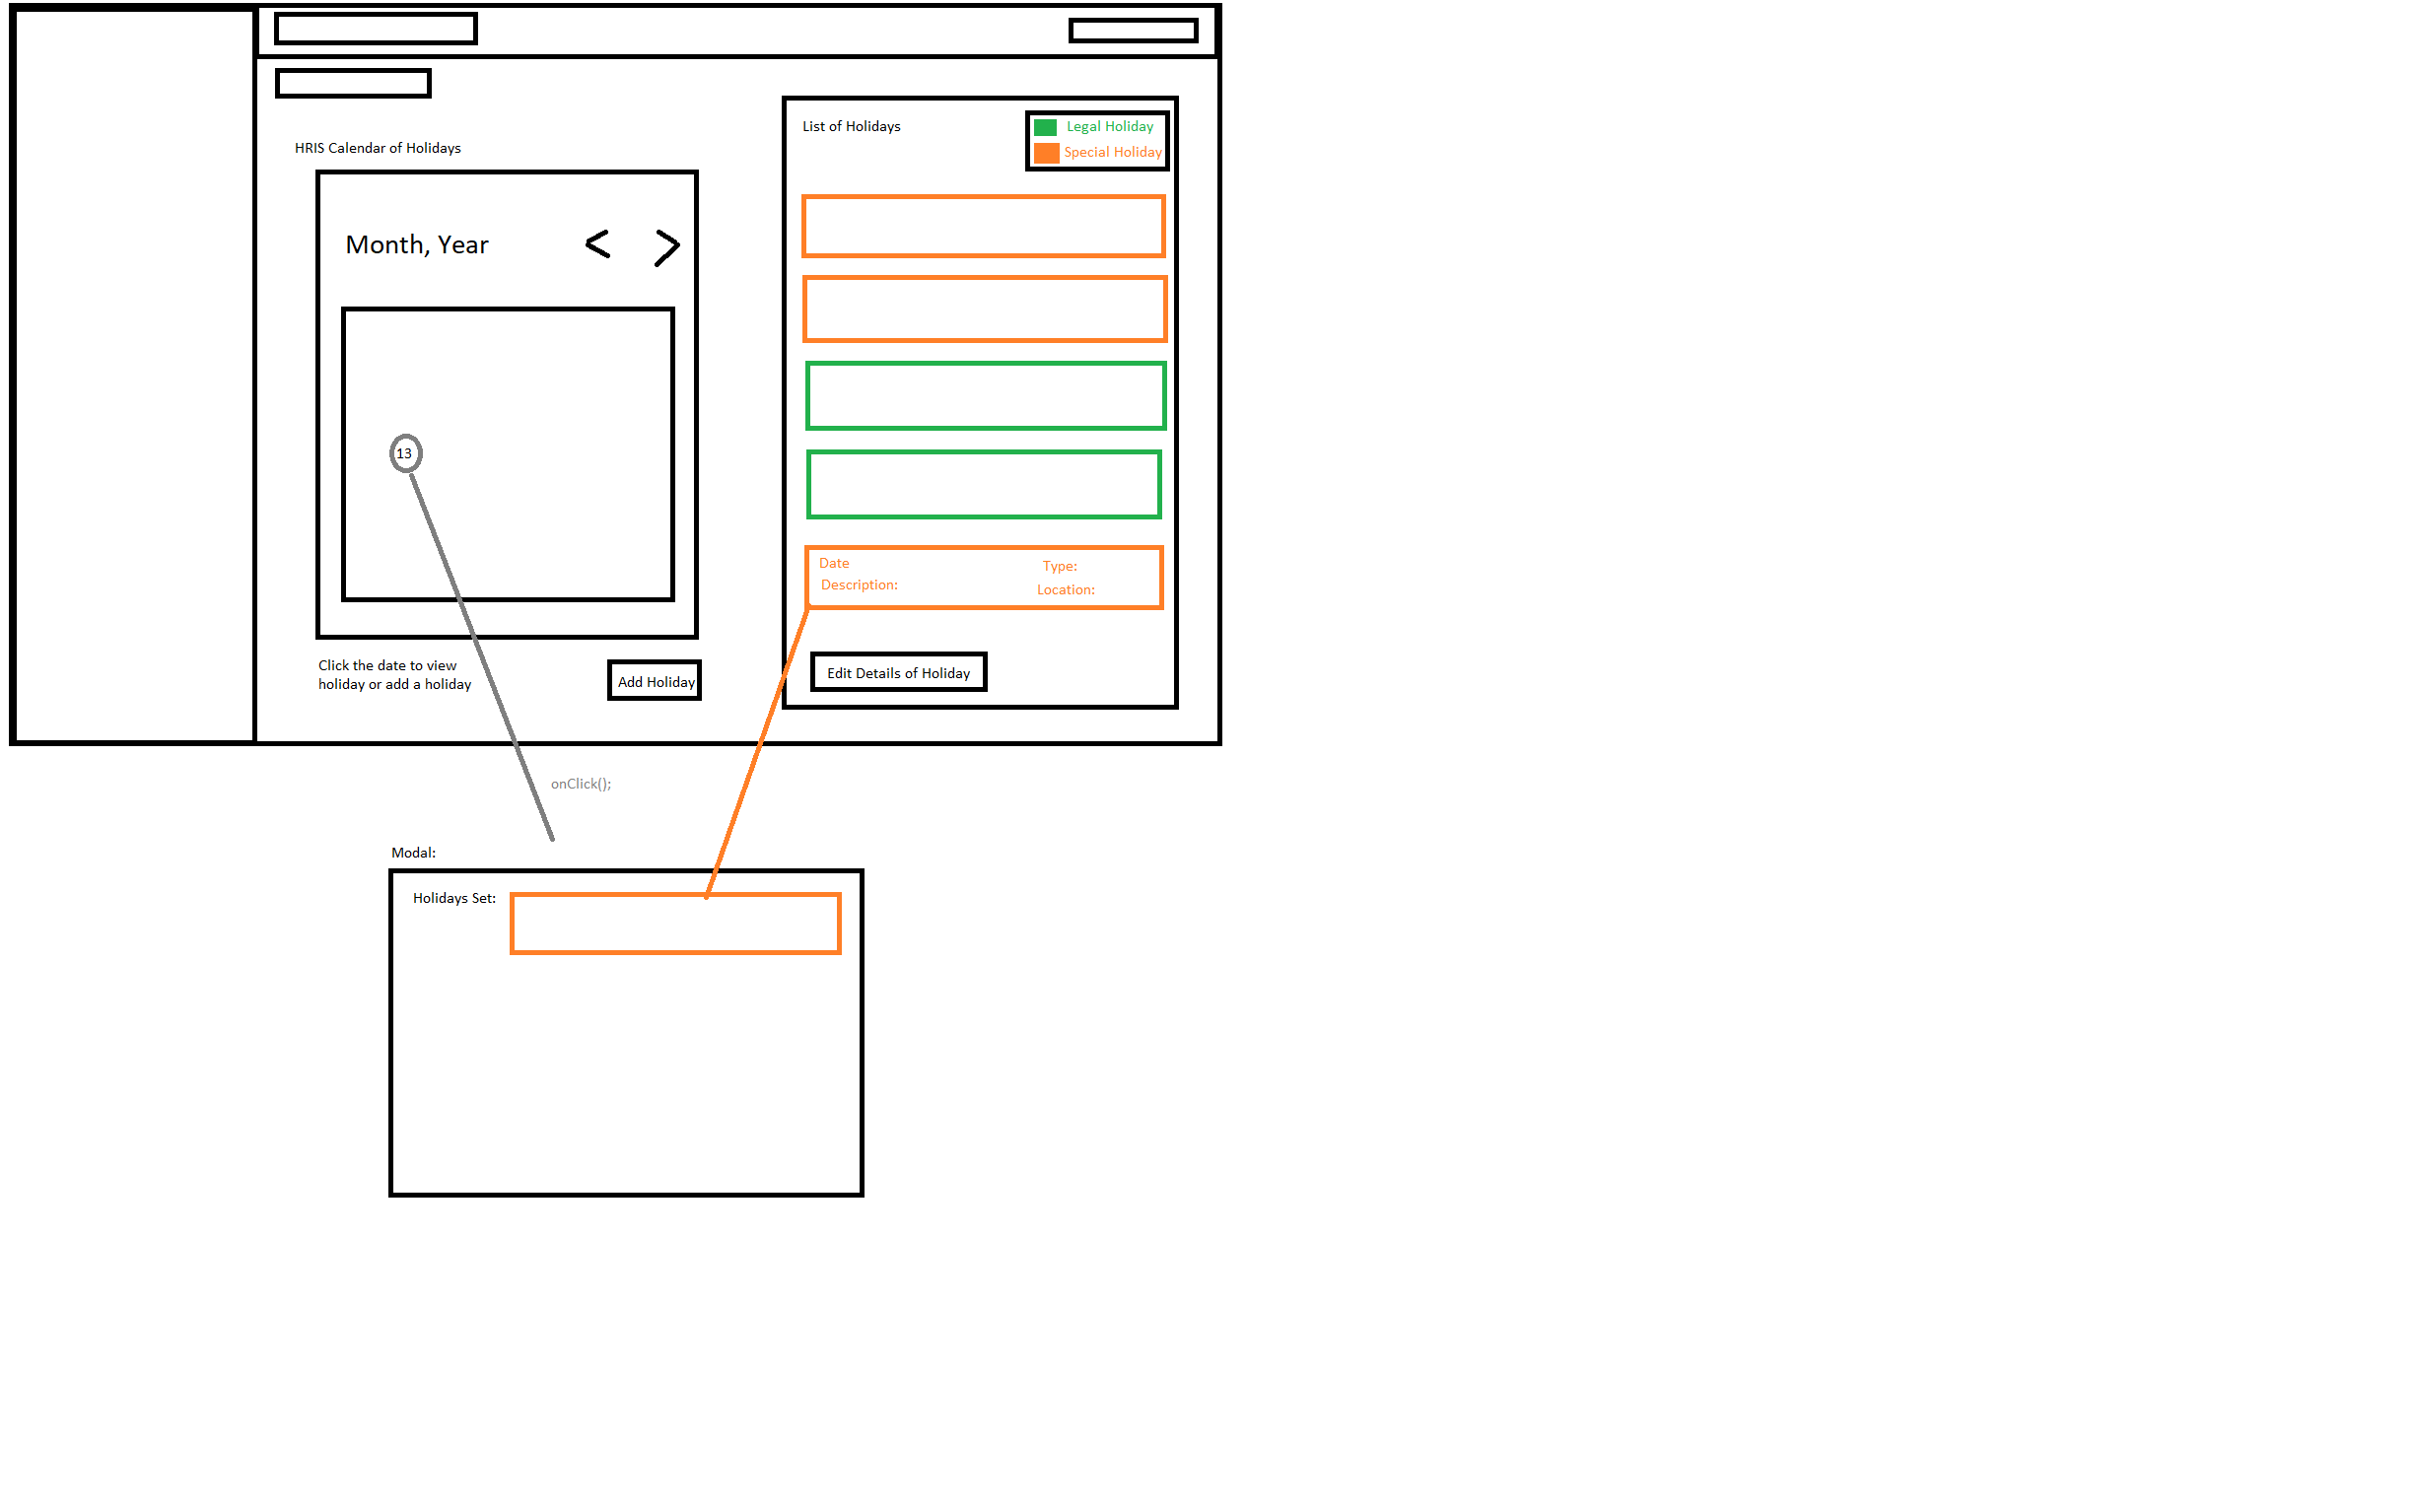 HRIS Calendar of Holidays
Month, Year
< >
13
Click the date to view
holiday or add a holiday
Add Holiday
List of Holidays
Legal Holiday
Special Holiday
Date
Type:
Description:
Location:
Edit Details of Holiday
onClick();
Modal:
Holidays Set: